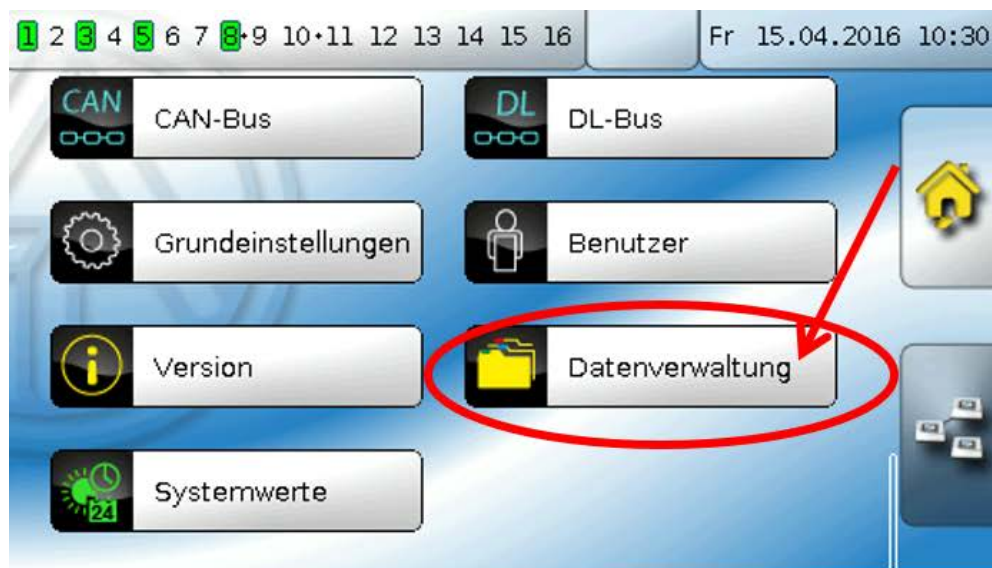 1 2 3 4 5 6 7 8•9 10•11 12 13 14 15 16 Fr 15.04.2016 10:30
CAN CAN-Bus DL DL-Bus
Grundeinstellungen Benutzer
Version Datenverwaltung
24 Systemwerte